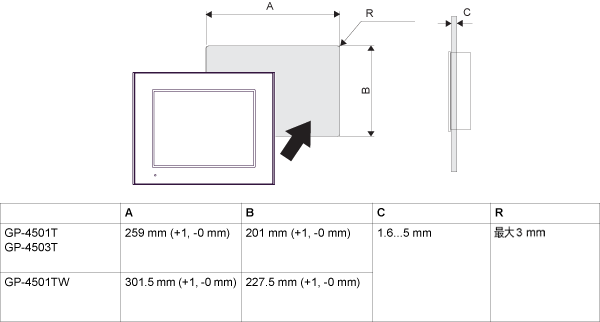 A
R
C
B
A B C R
GP-4501T 259 mm (+1, -0 mm) 201 mm (+1, -0 mm) 1.6...5 mm 最大 3 mm
GP-4503T
GP-4501TW 301.5 mm (+1, -0 mm) 227.5 mm (+1, -0 mm)